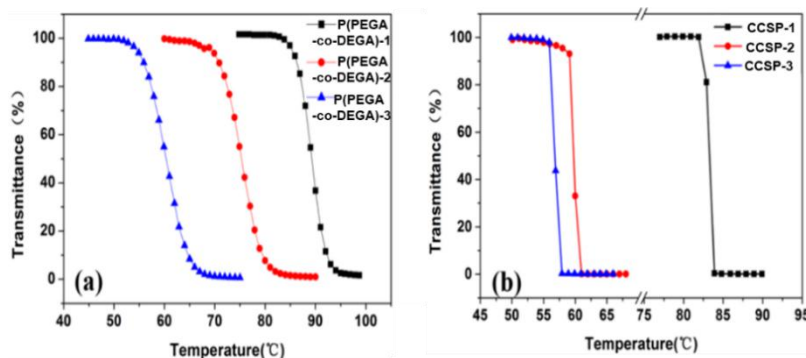 P(PEGA
-co-DEGA)-1
P(PEGA
-co-DEGA)-2
P(PEGA
-co-DEGA)-3
100
80
60
40
20
0
Transmittance (%)
(a)
40 50 60 70 80 90 100
Temperature(℃)
CCSP-1
CCSP-2
CCSP-3
100
80
60
40
20
0
Transmittance (%)
(b)
45 50 55 60 65 70 75 80 85 90 95
Temperature(℃)